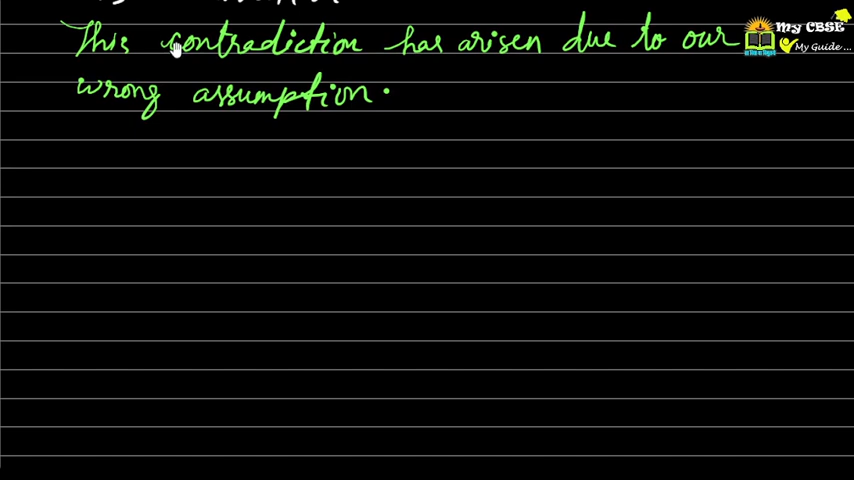 This contradiction has arisen due to our
wrong assumption.
My CBSE
My Guide...